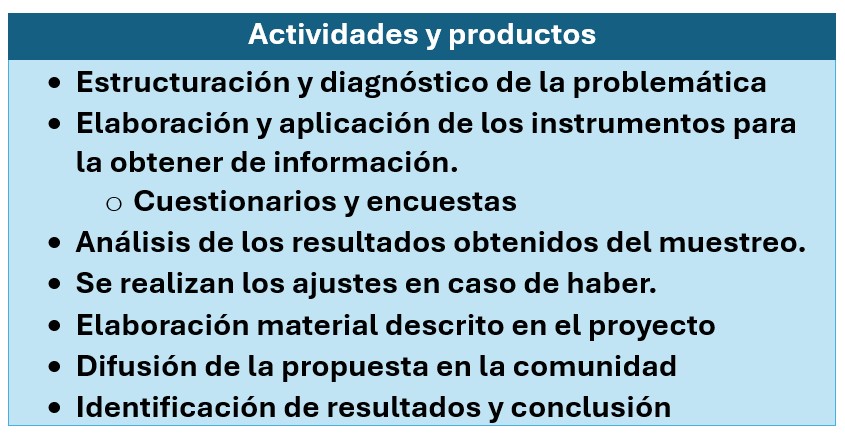 Actividades y productos
• Estructuración y diagnóstico de la problemática
• Elaboración y aplicación de los instrumentos para
la obtener de información.
o Cuestionarios y encuestas
• Análisis de los resultados obtenidos del muestreo.
• Se realizan los ajustes en caso de haber.
• Elaboración material descrito en el proyecto
• Difusión de la propuesta en la comunidad
• Identificación de resultados y conclusión